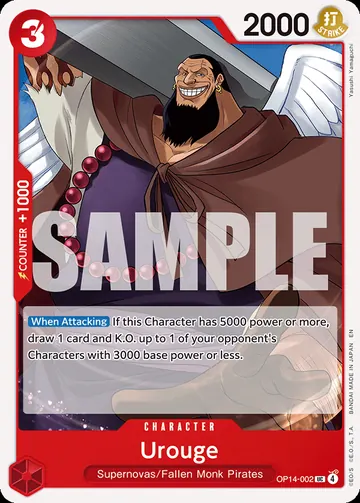 3
2000
打
STRIKE
Yasushi Yamaguchi
COUNTER +1000
SAMPLE
When Attacking If this Character has 5000 power or more,
draw 1 card and K.O. up to 1 of your opponent's
Characters with 3000 base power or less.
©E.O/S ©E.O./S., T.A
BANDAI MADE IN JAPAN EN
CHARACTER
Urouge
Supernovas/Fallen Monk Pirates
OP14-002 UC 4